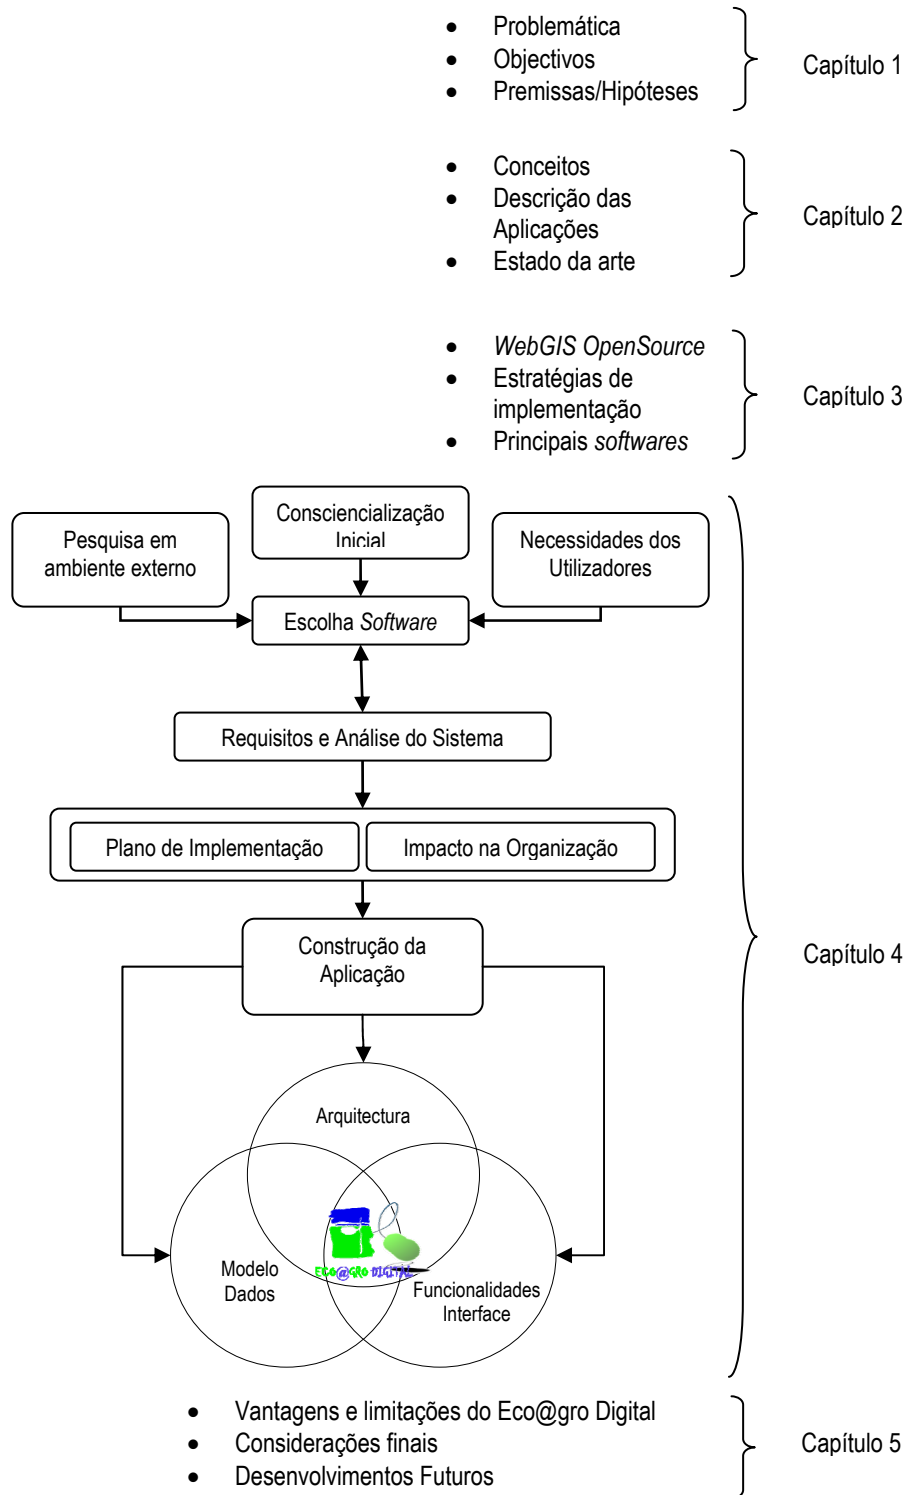 • Problemática
• Objectivos
• Premissas/Hipóteses
Capítulo 1
• Conceitos
• Descrição das
Aplicações
• Estado da arte
Capítulo 2
• WebGIS OpenSource
• Estratégias de
implementação
• Principais softwares
Capítulo 3
Consciencialização
Inicial
Pesquisa em
ambiente externo
Necessidades dos
Utilizadores
Escolha Software
Requisitos e Análise do Sistema
Plano de Implementação
Impacto na Organização
Construção da
Aplicação
Capítulo 4
Arquitectura
ECO@GRO DIGITAL
Modelo
Dados
Funcionalidades
Interface
• Vantagens e limitações do Eco@gro Digital
• Considerações finais
• Desenvolvimentos Futuros
Capítulo 5